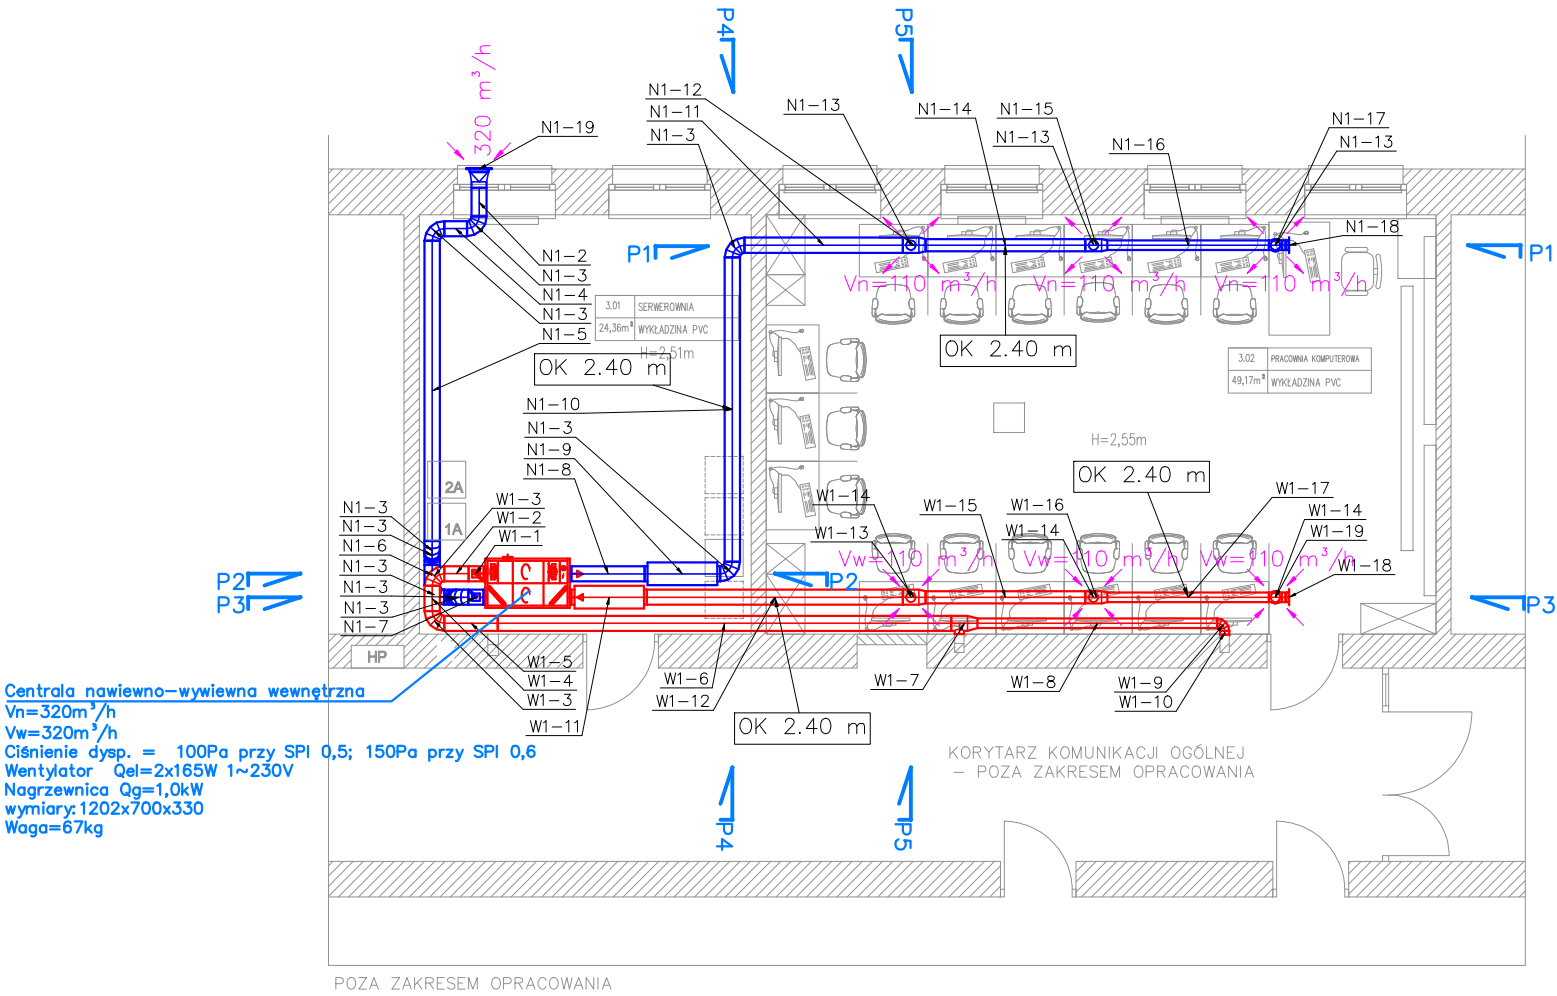 P4
P5
320 m³/h
N1-12
N1-11
N1-3
N1-13
N1-14
N1-15
N1-13
N1-16
N1-17
N1-13
N1-19
N1-18
P1
P1
N1-2
N1-3
N1-4
N1-3
N1-5
Vn=110 m³/h
Vn=110 m³/h
Vn=110 m³/h
3.01 SERWEROWNIA
24,36m² WYKŁADZINA PVC
H=2,51m
OK 2.40 m
OK 2.40 m
3.02 PRACOWNIA KOMPUTEROWA
49,17m² WYKŁADZINA PVC
N1-10
N1-3
N1-9
N1-8
H=2,55m
OK 2.40 m
2A
1A
W1-3
W1-2
W1-1
N1-3
N1-3
N1-6
N1-3
N1-3
N1-3
N1-7
W1-14
W1-13
W1-15
W1-16
W1-14
W1-17
W1-14
W1-19
W1-18
Vw=110 m³/h
Vw=110 m³/h
Vw=110 m³/h
P2
P2
P3
P3
HP
W1-5
W1-4
W1-3
W1-11
W1-6
W1-12
W1-7
W1-8
W1-9
W1-10
OK 2.40 m
Centrala nawiewno-wywiewna wewnętrzna
Vn=320m³/h
Vw=320m³/h
Ciśnienie dysp. = 100Pa przy SPI 0,5; 150Pa przy SPI 0,6
Wentylator Qel=2x165W 1~230V
Nagrzewnica Qg=1,0kW
wymiary: 1202x700x330
Waga=67kg
KORYTARZ KOMUNIKACJI OGÓLNEJ
- POZA ZAKRESEM OPRACOWANIA
P4
P5
POZA ZAKRESEM OPRACOWANIA